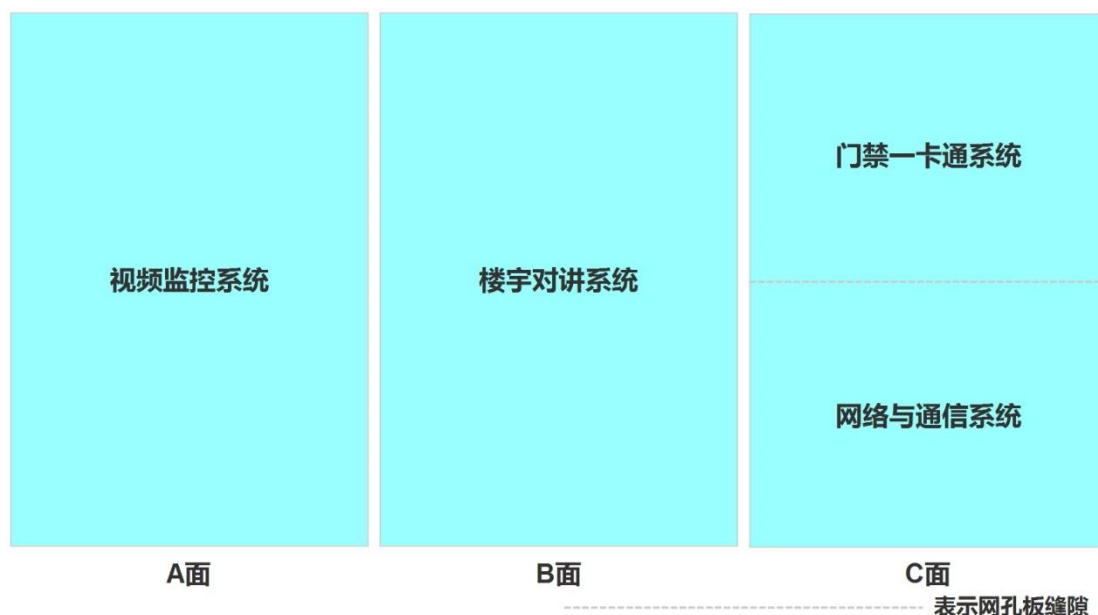 门禁一卡通系统
视频监控系统
楼宇对讲系统
网络与通信系统
A面
B面
C面
表示网孔板缝隙